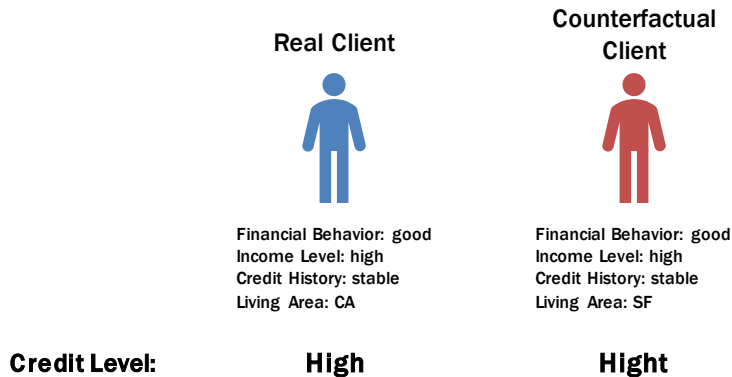 Real Client
Counterfactual
Client
Financial Behavior: good
Income Level: high
Credit History: stable
Living Area: CA
Financial Behavior: good
Income Level: high
Credit History: stable
Living Area: SF
Credit Level: High Hight